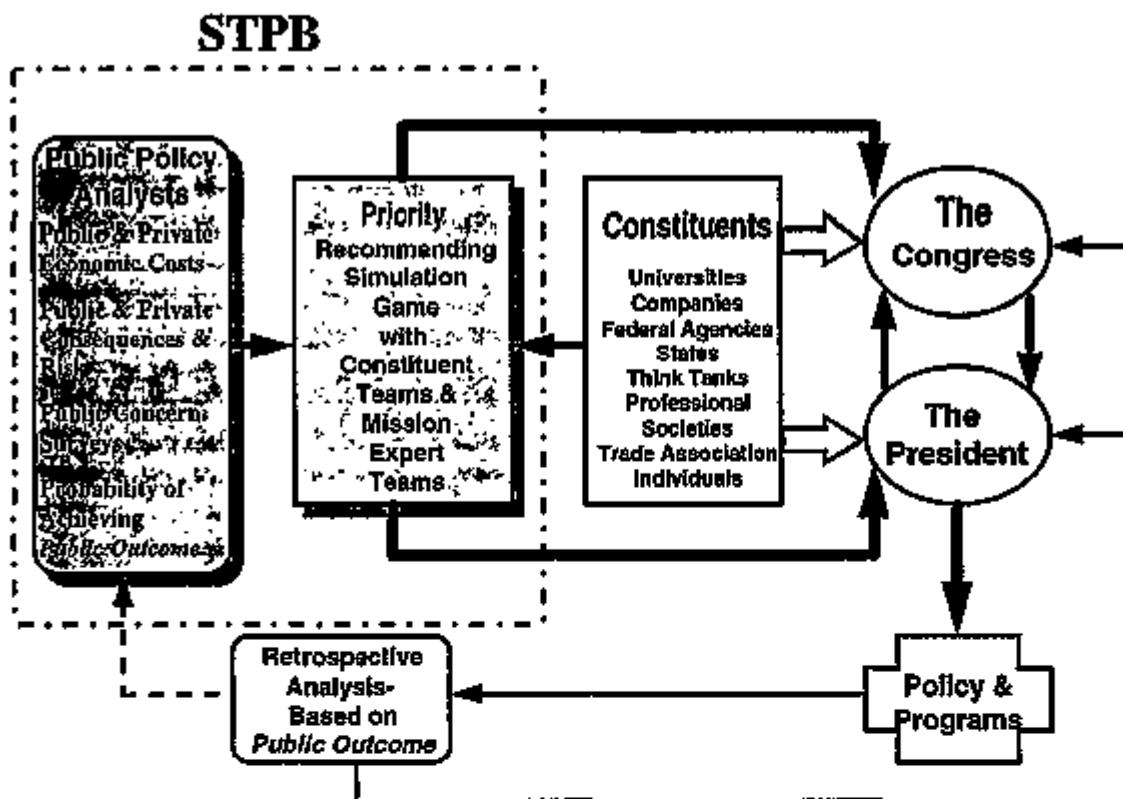 STPB
Public Policy
Analysts
Public & Private
Economic Costs
Public & Private
Consequences &
Risks
Public Concern
Surveys
Probability of
Achieving
Public Outcome
Priority
Recommending
Simulation
Game
with
Constituent
Teams &
Mission
Expert
Teams
Constituents
Universities
Companies
Federal Agencies
States
Think Tanks
Professional
Societies
Trade Association
Individuals
The
Congress
The
President
Retrospective
Analysis-
Based on
Public Outcome
Policy &
Programs